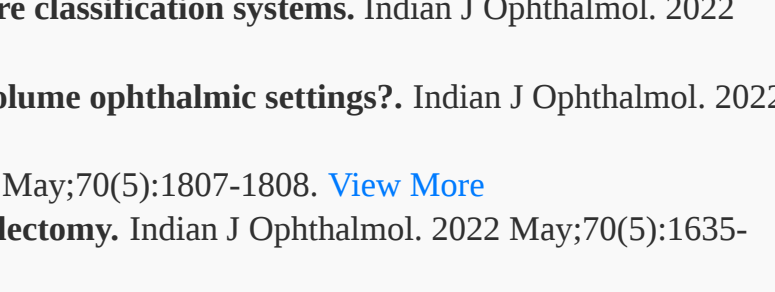 re classification systems. Indian J Ophthalmol. 2022
olume ophthalmic settings?. Indian J Ophthalmol. 2022
May;70(5):1807-1808. View More
lectomy. Indian J Ophthalmol. 2022 May;70(5):1635-